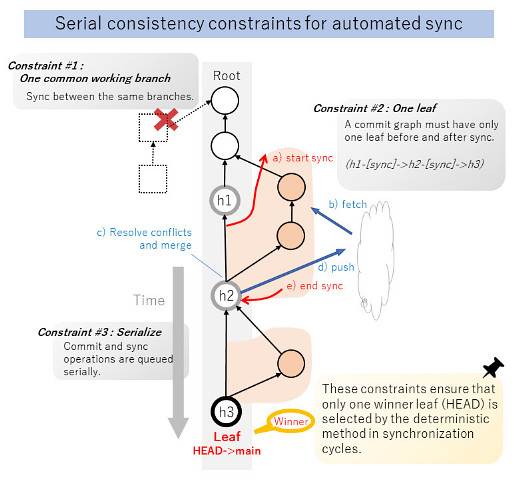 Serial consistency constraints for automated sync
Constraint #1 :
One common working branch
Sync between the same branches.
Root
Constraint #2 : One leaf
A commit graph must have only
one leaf before and after sync.
(h1-[sync]->h2-[sync]->h3)
a) start sync
h1
b) fetch
c) Resolve conflicts
and merge
d) push
e) end sync
h2
Time
Constraint #3 : Serialize
Commit and sync
operations are queued
serially.
These constraints ensure that
only one winner leaf (HEAD) is
selected by the deterministic
method in synchronization
cycles.
h3
Winner
Leaf
HEAD->main